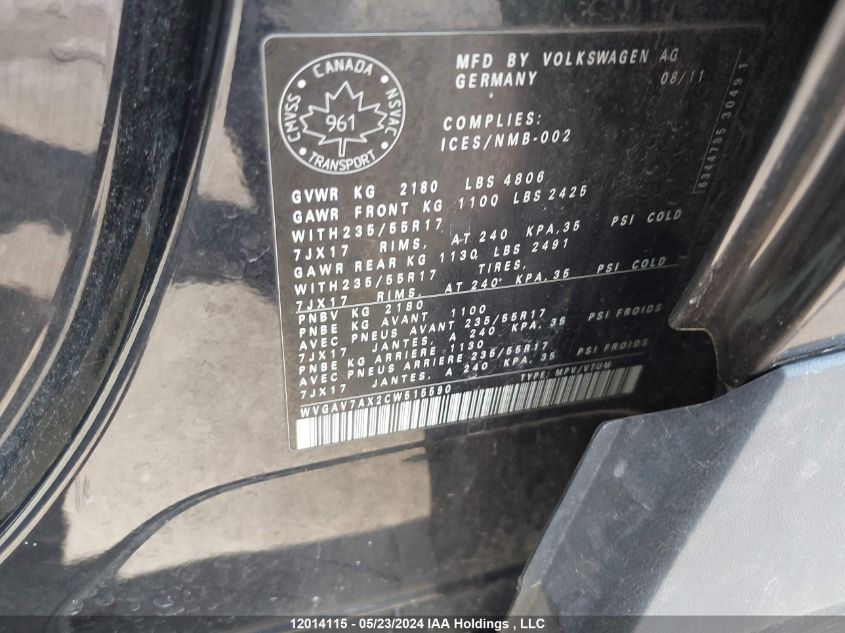 CANADA
CMVSS
NSVAC
961
TRANSPORT
MFD BY VOLKSWAGEN AG
GERMANY 08/11
COMPLIES:
ICES/NMB-002
GVWR KG 2180 LBS 4806
GAWR FRONT KG 1100 LBS 2425
WITH235/55R17
7JX17 RIMS, AT 240 KPA,35 PSI COLD
GAWR REAR KG 1130 LBS 2491
WITH235/55R17 TIRES,
7JX17 RIMS, AT 240 KPA,35 PSI COLD
PNBV KG 2180
PNBE KG AVANT 1100
AVEC PNEUS AVANT 235/55R17
7JX17 JANTES, A 240 KPA,35 PSI FROIDS
PNBE KG ARRIERE 1130
AVEC PNEUS ARRIERE 235/55R17
7JX17 JANTES, A 240 KPA,35 PSI FROIDS
WVGAV7AX2CW515590 TYPE: MPV/VTUM
12014115 - 05/23/2024 IAA Holdings , LLC